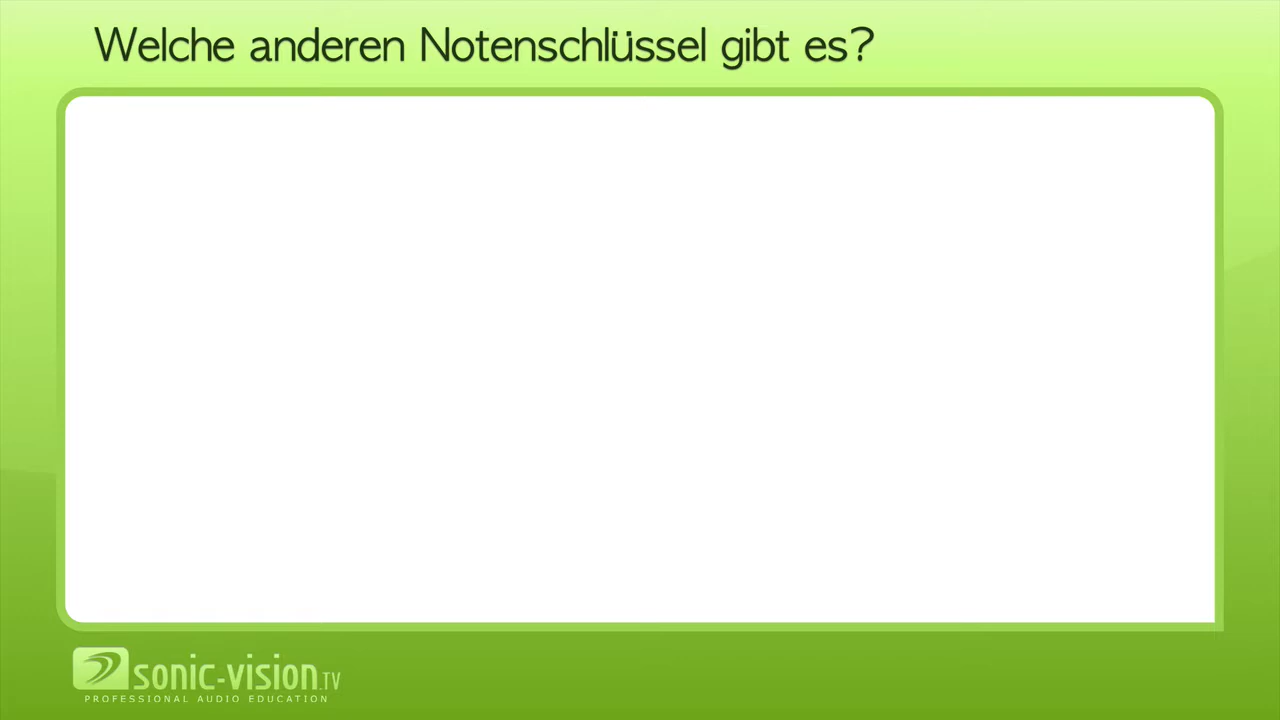 Welche anderen Notenschlüssel gibt es?
sonic-vision.TV
PROFESSIONAL AUDIO EDUCATION